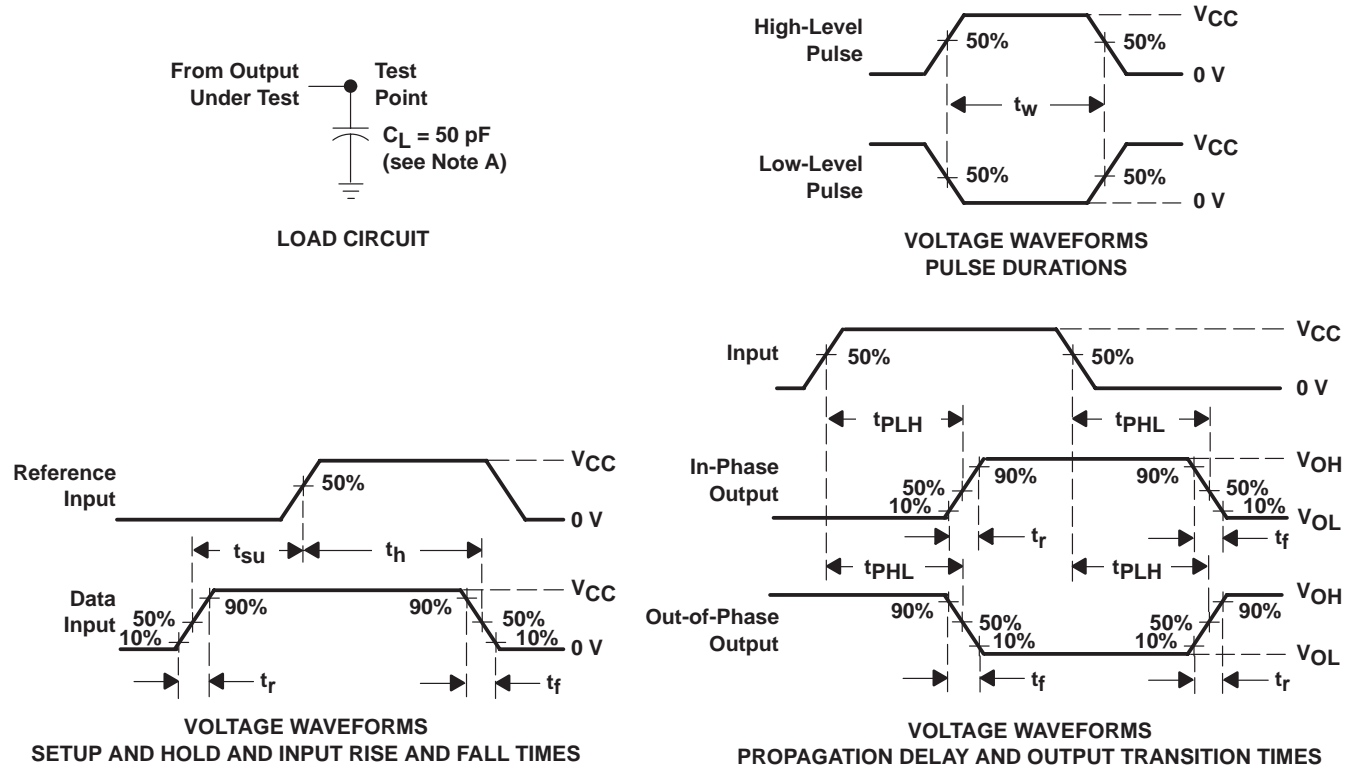 From Output
Under Test
Test
Point
CL = 50 pF
(see Note A)
LOAD CIRCUIT
High-Level
Pulse
50%
50%
VCC
0 V
tw
Low-Level
Pulse
50%
50%
VCC
0 V
VOLTAGE WAVEFORMS
PULSE DURATIONS
Reference
Input
50%
VCC
0 V
tsu
th
Data
Input
50%
10%
90%
90%
50%
10%
VCC
0 V
tr
tf
VOLTAGE WAVEFORMS
SETUP AND HOLD AND INPUT RISE AND FALL TIMES
Input
50%
50%
VCC
0 V
tPLH
tPHL
In-Phase
Output
50%
10%
90%
90%
50%
10%
VOH
VOL
tr
tf
tPHL
tPLH
Out-of-Phase
Output
90%
50%
10%
50%
10%
90%
VOH
VOL
tf
tr
VOLTAGE WAVEFORMS
PROPAGATION DELAY AND OUTPUT TRANSITION TIMES